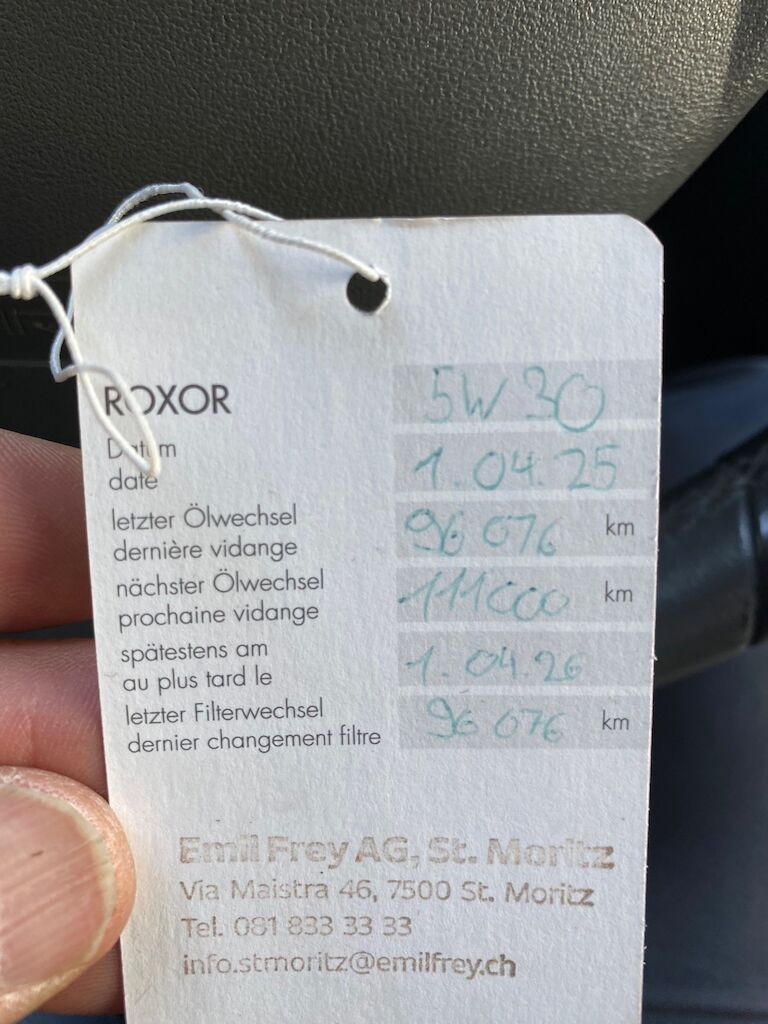 ROXOR 5W30
Datum
date 1.04.25
letzter Ölwechsel
dernière vidange 96 076 km
nächster Ölwechsel
prochaine vidange 111000 km
spätestens am
au plus tard le 1.04.26
letzter Filterwechsel
dernier changement filtre 96 076 km
Emil Frey AG, St. Moritz
Via Maistra 46, 7500 St. Moritz
Tel. 081 833 33 33
info.stmoritz@emilfrey.ch